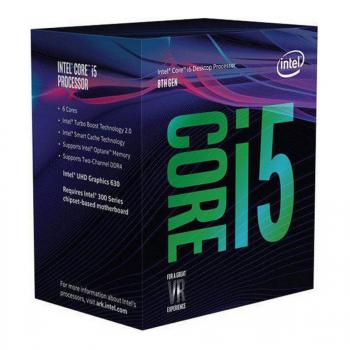 INTEL® CORE™ i5
PROCESSOR
• 6 Cores
• Intel® Turbo Boost Technology 2.0
• Intel® Smart Cache Technology
• Supports Intel® Optane™ Memory
• Supports Two-Channel DDR4
Intel® UHD Graphics 630
Requires Intel® 300 Series
chipset-based motherboard
For more information about Intel's
processors, visit ark.intel.com
Intel® Core™ i5 Desktop Processor
8TH GEN
intel
CORE i5
FOR A GREAT
VR
EXPERIENCE